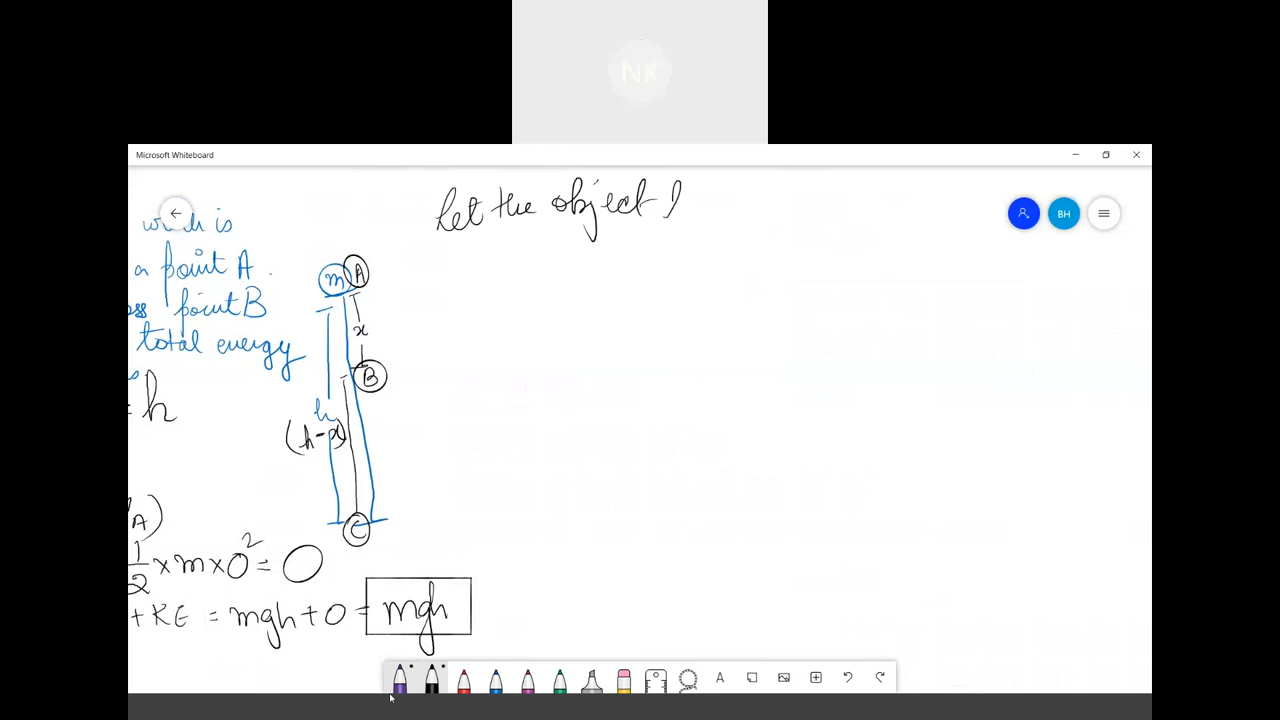 NK
Microsoft Whiteboard
Let the object
which is
a point A.
point B
total energy
= h
m A
x
B
h
(h-x)
C
A)
1/2 × m × 0² = 0
+ KE = mgh + 0 = mgh
BH
A